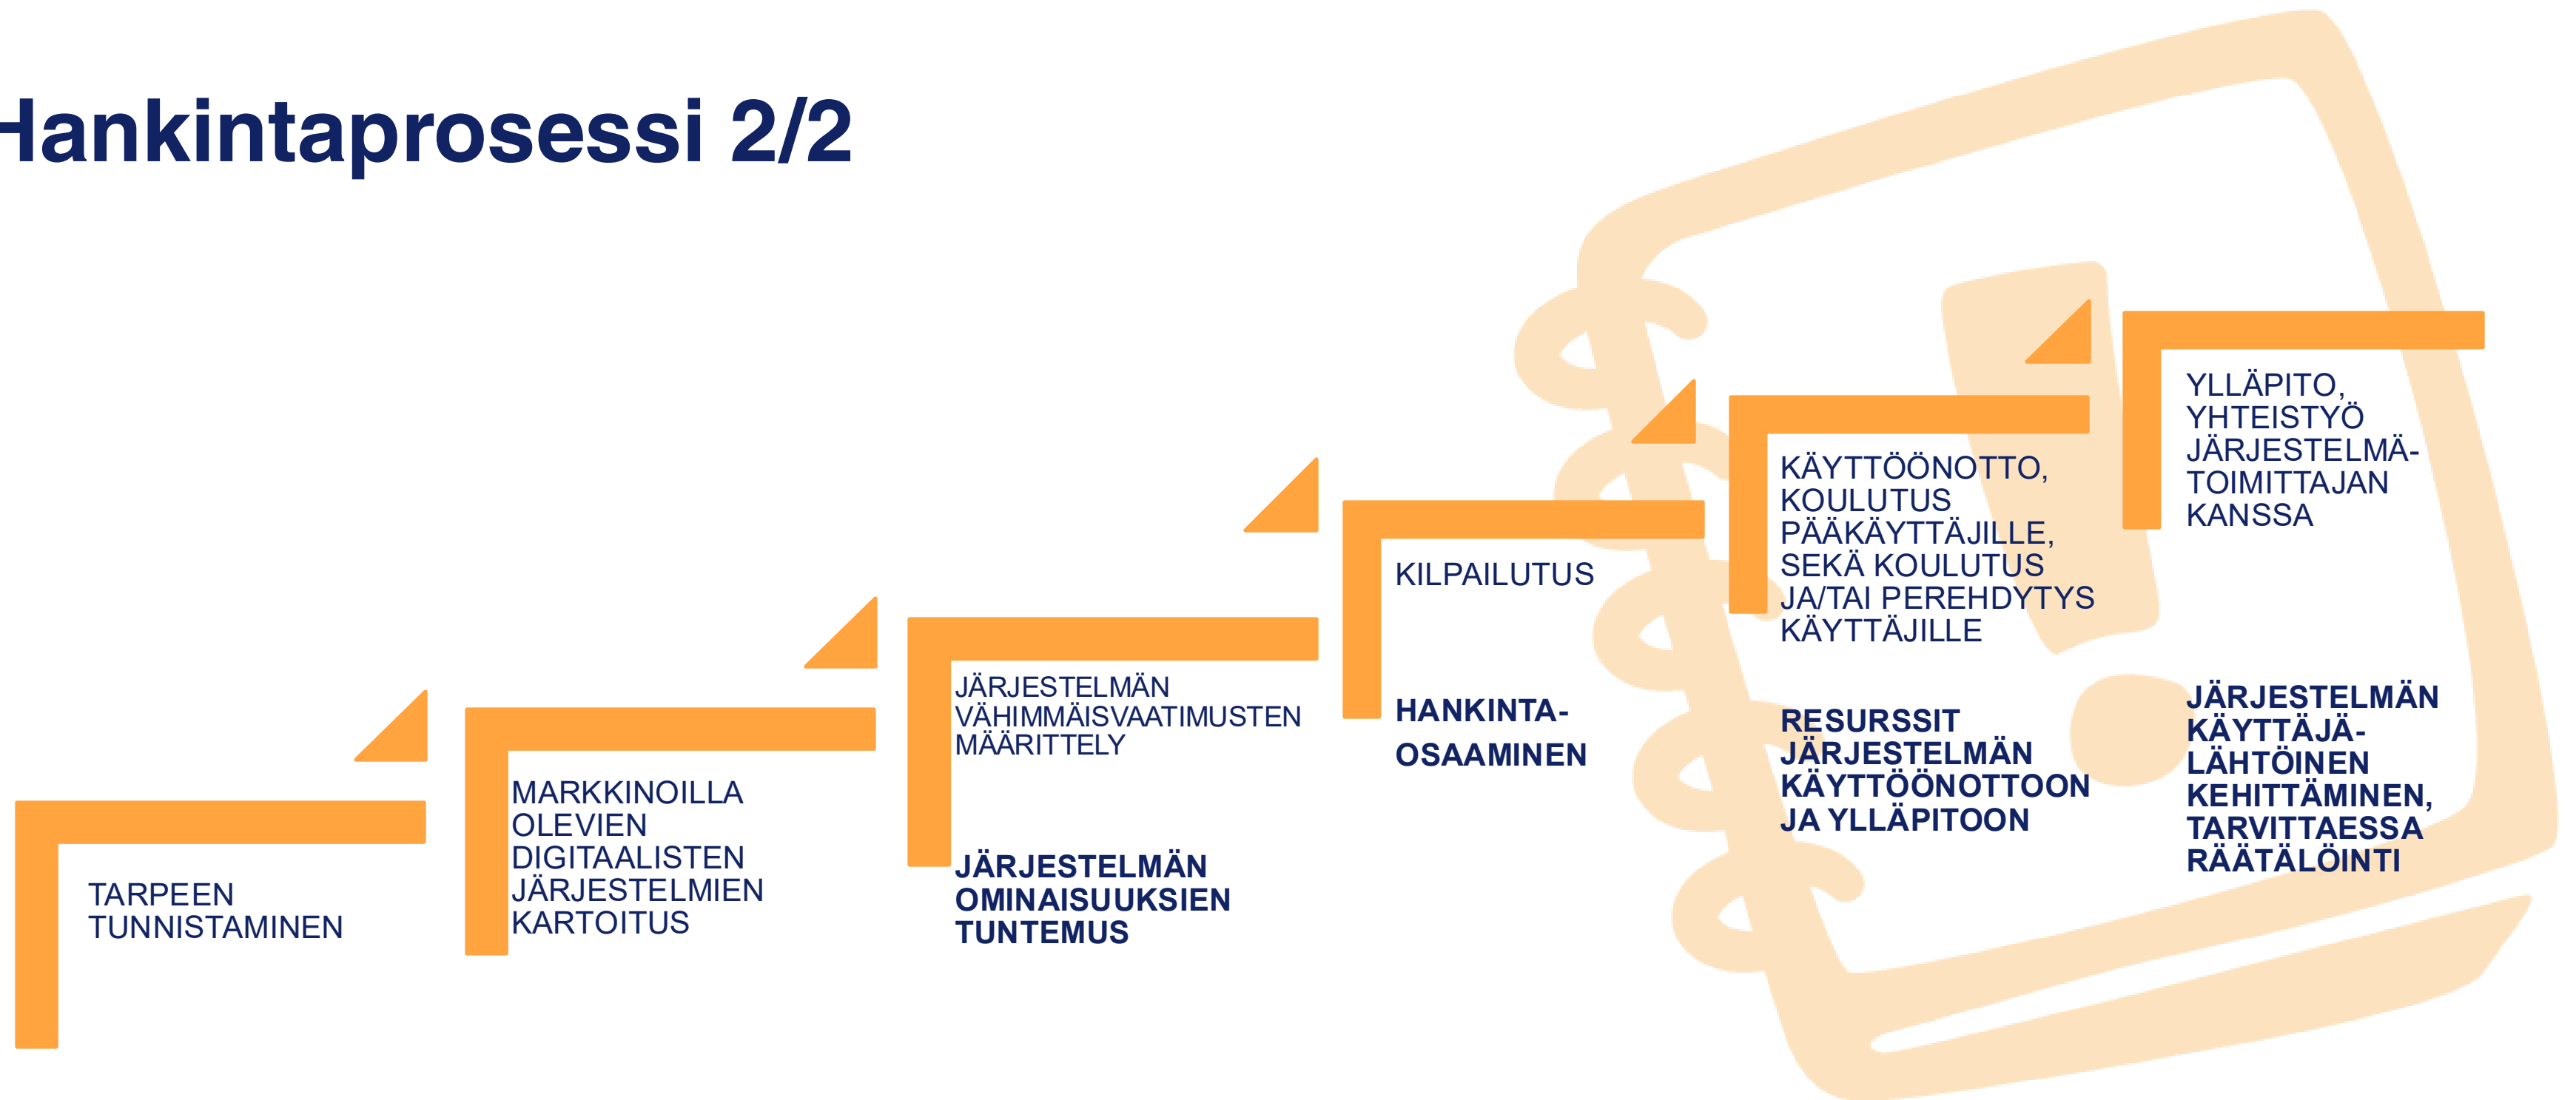 Hankintaprosessi 2/2
TARPEEN
TUNNISTAMINEN
MARKKINOILLA
OLEVIEN
DIGITAALISTEN
JÄRJESTELMIEN
KARTOITUS
JÄRJESTELMÄN
VÄHIMMÄISVAATIMUSTEN
MÄÄRITTELY
JÄRJESTELMÄN
OMINAISUUKSIEN
TUNTEMUS
KILPAILUTUS
HANKINTA-
OSAAMINEN
KÄYTTÖÖNOTTO,
KOULUTUS
PÄÄKÄYTTÄJILLE,
SEKÄ KOULUTUS
JA/TAI PEREHDYTYS
KÄYTTÄJILLE
RESURSSIT
JÄRJESTELMÄN
KÄYTTÖÖNOTTOON
JA YLLÄPITOON
YLLÄPITO,
YHTEISTYÖ
JÄRJESTELMÄ-
TOIMITTAJAN
KANSSA
JÄRJESTELMÄN
KÄYTTÄJÄ-
LÄHTÖINEN
KEHITTÄMINEN,
TARVITTAESSA
RÄÄTÄLÖINTI